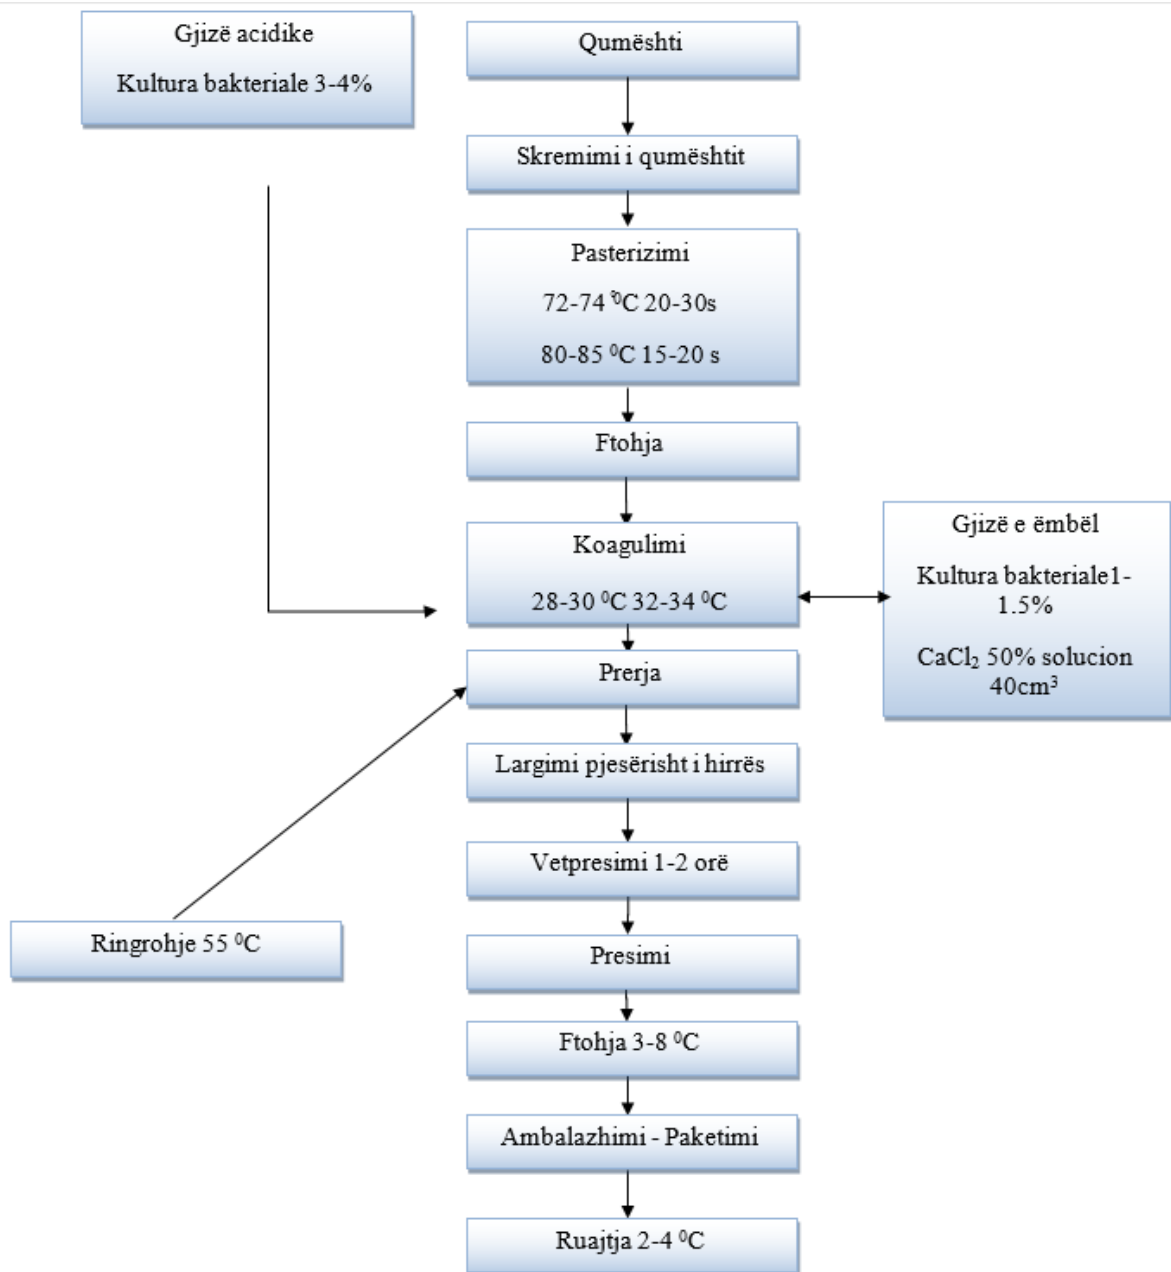 Gjizë acidike
Kultura bakteriale 3-4%
Qumështi
Skremimi i qumështit
Pasterizimi
72-74 ⁰C 20-30s
80-85 ⁰C 15-20 s
Ftohja
Koagulimi
28-30 ⁰C 32-34 ⁰C
Gjizë e ëmbël
Kultura bakteriale1-
1.5%
CaCl₂ 50% solucion
40cm³
Prerja
Largimi pjesërisht i hirrës
Vetpresimi 1-2 orë
Ringrohje 55 ⁰C
Presimi
Ftohja 3-8 ⁰C
Ambalazhimi - Paketimi
Ruajtja 2-4 ⁰C